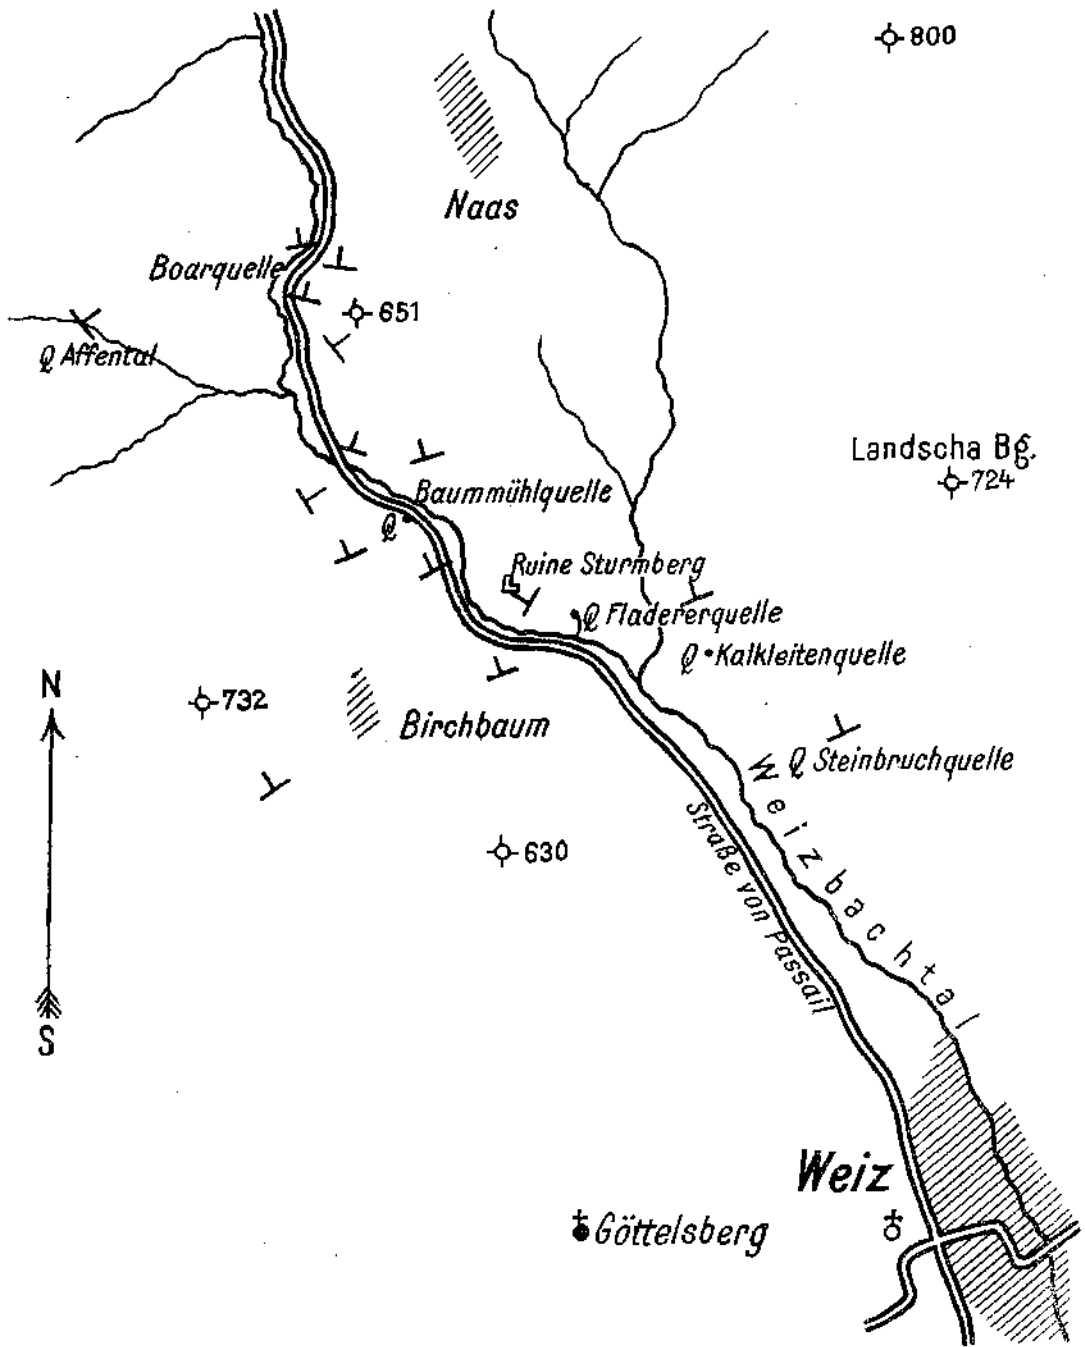 800
Naas
Boarquelle
651
Q Affental
Landscha Bg.
724
Baummühlquelle
Q
Ruine Sturmberg
Q Fladererquelle
Q Kalkleitenquelle
N
732
Birchbaum
Q Steinbruchquelle
Weizbachtal
Straße von Passail
630
S
Weiz
Göttelsberg